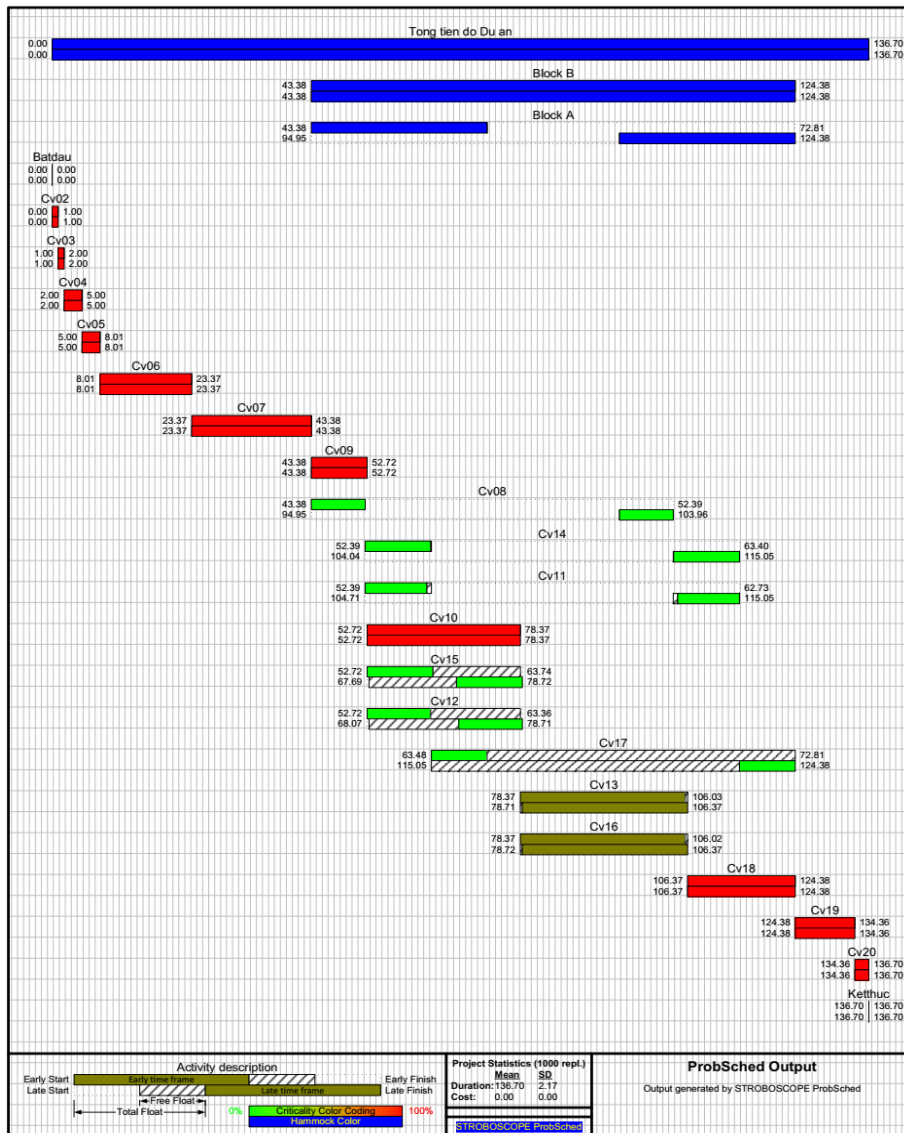 Tong tien do Du an
0.00 136.70
0.00 136.70
Block B
43.38 124.38
43.38 124.38
Block A
43.38 72.81
94.95 124.38
Batdau
0.00 0.00
0.00 0.00
Cv02
0.00 1.00
0.00 1.00
Cv03
1.00 2.00
1.00 2.00
Cv04
2.00 5.00
2.00 5.00
Cv05
5.00 8.01
5.00 8.01
Cv06
8.01 23.37
8.01 23.37
Cv07
23.37 43.38
23.37 43.38
Cv09
43.38 52.72
43.38 52.72
Cv08
43.38 52.39
94.95 103.96
Cv14
52.39 63.40
104.04 115.05
Cv11
52.39 62.73
104.71 115.05
Cv10
52.72 78.37
52.72 78.37
Cv15
52.72 63.74
67.69 78.72
Cv12
52.72 63.36
68.07 78.71
Cv17
63.48 72.81
115.05 124.38
Cv13
78.37 106.03
78.71 106.37
Cv16
78.37 106.02
78.72 106.37
Cv18
106.37 124.38
106.37 124.38
Cv19
124.38 134.36
124.38 134.36
Cv20
134.36 136.70
134.36 136.70
Ketthuc
136.70 136.70
136.70 136.70
Activity description
Early Start Early time frame Early Finish
Late Start Late time frame Late Finish
Free Float
Total Float
0% Criticality Color Coding 100%
Hammock Color
Project Statistics (1000 repl.)
Mean SD
Duration: 136.70 2.17
Cost: 0.00 0.00
STROBOSCOPE ProbSched
ProbSched Output
Output generated by STROBOSCOPE ProbSched